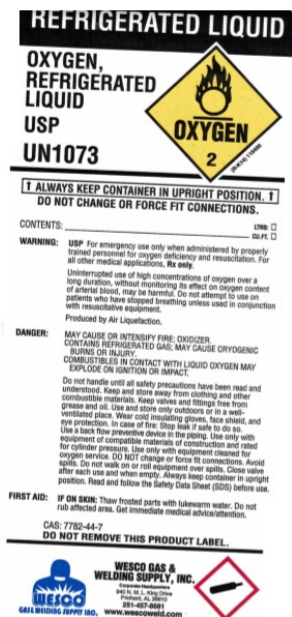 REFRIGERATED LIQUID
OXYGEN,
REFRIGERATED
LIQUID
USP
UN1073
OXYGEN
2
↑ ALWAYS KEEP CONTAINER IN UPRIGHT POSITION. ↑
DO NOT CHANGE OR FORCE FIT CONNECTIONS.
CONTENTS:
LTRS: □
CU.FT. □
WARNING: USP For emergency use only when administered by properly
trained personnel for oxygen deficiency and resuscitation. For
all other medical applications, Rx only.
Uninterrupted use of high concentrations of oxygen over a
long duration, without monitoring its effect on oxygen content
of arterial blood, may be harmful. Do not attempt to use on
patients who have stopped breathing unless used in conjunction
with resuscitative equipment.
Produced by Air Liquefaction.
DANGER: MAY CAUSE OR INTENSIFY FIRE; OXIDIZER.
CONTAINS REFRIGERATED GAS; MAY CAUSE CRYOGENIC
BURNS OR INJURY.
COMBUSTIBLES IN CONTACT WITH LIQUID OXYGEN MAY
EXPLODE ON IGNITION OR IMPACT.
Do not handle until all safety precautions have been read and
understood. Keep and store away from clothing and other
combustible materials. Keep valves and fittings free from
grease and oil. Use and store only outdoors or in a well-
ventilated place. Wear cold insulating gloves, face shield, and
eye protection. In case of fire: Stop leak if safe to do so.
Use a back flow preventive device in the piping. Use only with
equipment of compatible materials of construction and rated
for cylinder pressure. Use only with equipment cleaned for
oxygen service. DO NOT change or force fit connections. Avoid
spills. Do not walk on or roll equipment over spills. Close valve
after each use and when empty. Always keep container in upright
position. Read and follow the Safety Data Sheet (SDS) before use.
FIRST AID: IF ON SKIN: Thaw frosted parts with lukewarm water. Do not
rub affected area. Get immediate medical advice/attention.
CAS: 7782-44-7
DO NOT REMOVE THIS PRODUCT LABEL.
WESCO
GAS & WELDING SUPPLY INC.
WESCO GAS &
WELDING SUPPLY, INC.
Corporate Headquarters
940 N. M. L. King Drive
Prichard, AL 36610
251-457-8681
www.wescoweld.com